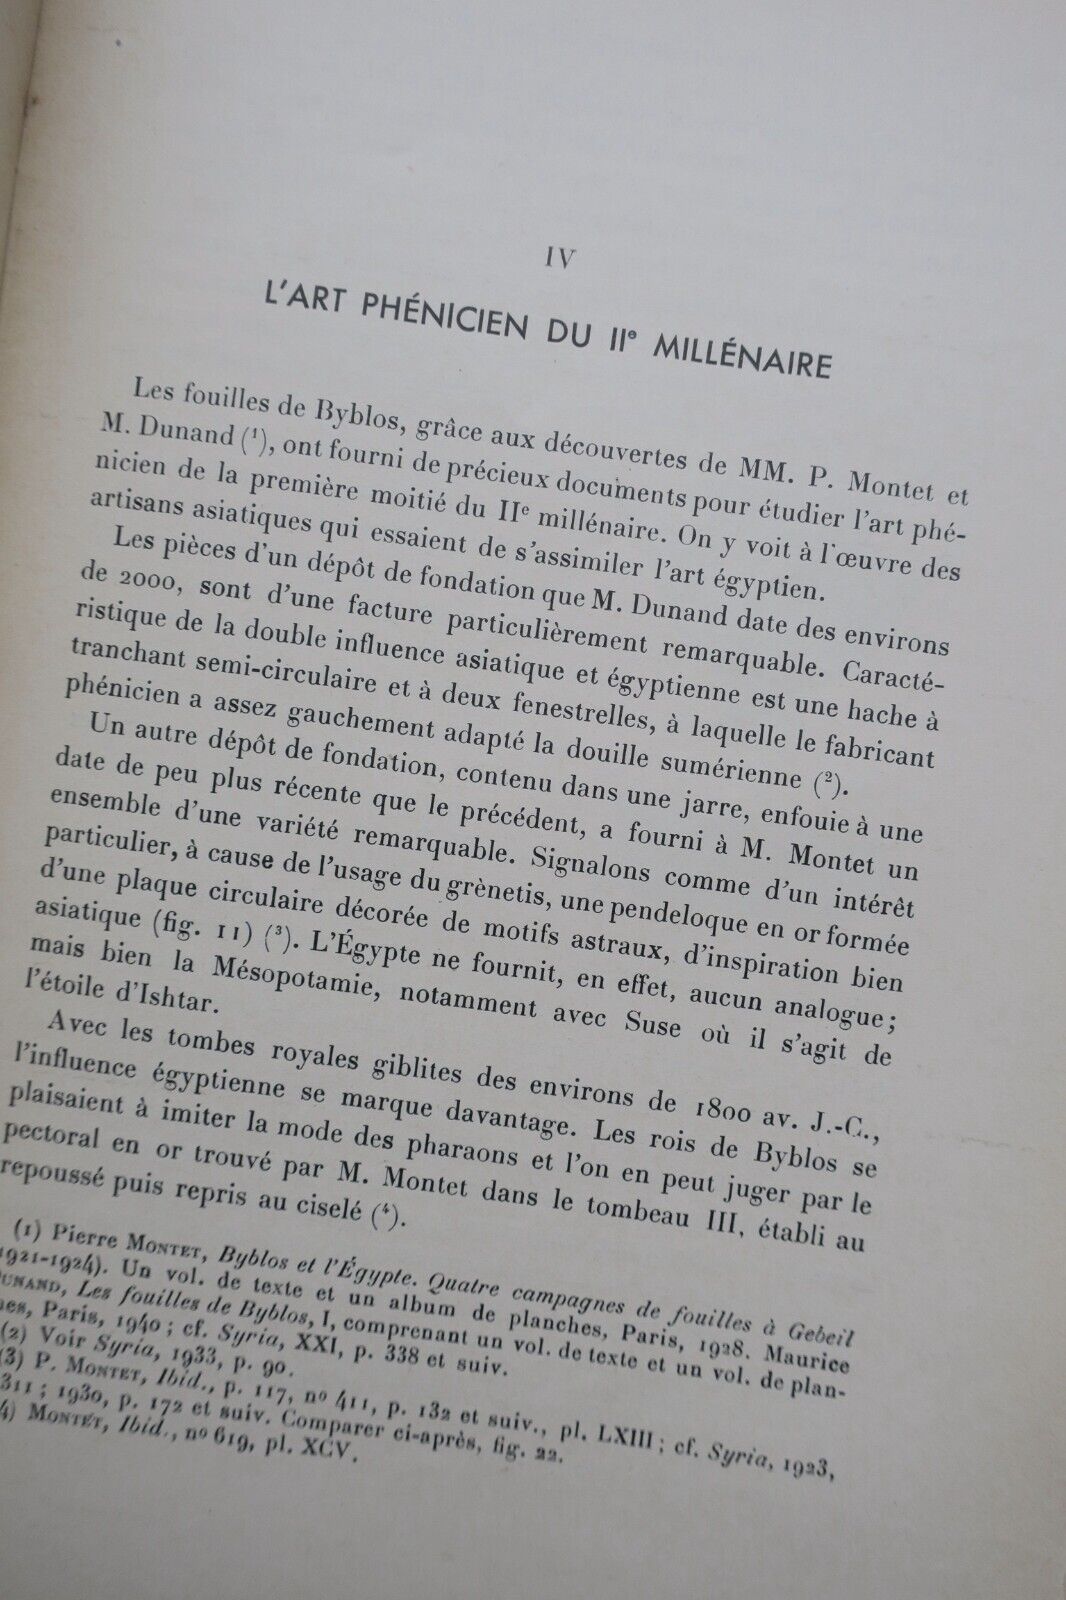 IV
L'ART PHÉNICIEN DU IIe MILLÉNAIRE
Les fouilles de Byblos, grâce aux découvertes de MM. P. Montet et
M. Dunand (1), ont fourni de précieux documents pour étudier l'art phé-
nicien de la première moitié du IIe millénaire. On y voit à l'œuvre des
artisans asiatiques qui essaient de s'assimiler l'art égyptien.
Les pièces d'un dépôt de fondation que M. Dunand date des environs
de 2000, sont d'une facture particulièrement remarquable. Caracté-
ristique de la double influence asiatique et égyptienne est une hache à
tranchant semi-circulaire et à deux fenestrelles, à laquelle le fabricant
phénicien a assez gauchement adapté la douille sumérienne (2).
Un autre dépôt de fondation, contenu dans une jarre, enfouie à une
date de peu plus récente que le précédent, a fourni à M. Montet un
ensemble d'une variété remarquable. Signalons comme d'un intérêt
particulier, à cause de l'usage du grènetis, une pendeloque en or formée
d'une plaque circulaire décorée de motifs astraux, d'inspiration bien
asiatique (fig. 11) (3). L'Égypte ne fournit, en effet, aucun analogue;
mais bien la Mésopotamie, notamment avec Suse où il s'agit de
l'étoile d'Ishtar.
Avec les tombes royales giblites des environs de 1800 av. J.-C.,
l'influence égyptienne se marque davantage. Les rois de Byblos se
plaisaient à imiter la mode des pharaons et l'on en peut juger par le
pectoral en or trouvé par M. Montet dans le tombeau III, établi au
repoussé puis repris au ciselé (4).
(1) Pierre MONTET, Byblos et l'Égypte. Quatre campagnes de fouilles à Gebeil
1921-1924). Un vol. de texte et un album de planches, Paris, 1928. Maurice
DUNAND, Les fouilles de Byblos, I, comprenant un vol. de texte et un vol. de plan-
hes, Paris, 1940; cf. Syria, XXI, p. 338 et suiv.
(2) Voir Syria, 1933, p. 90.
(3) P. MONTET, Ibid., p. 117, no 411, p. 132 et suiv., pl. LXIII; cf. Syria, 1923,
311; 1930, p. 172 et suiv. Comparer ci-après, fig. 22.
4) MONTET, Ibid., no 619, pl. XCV.